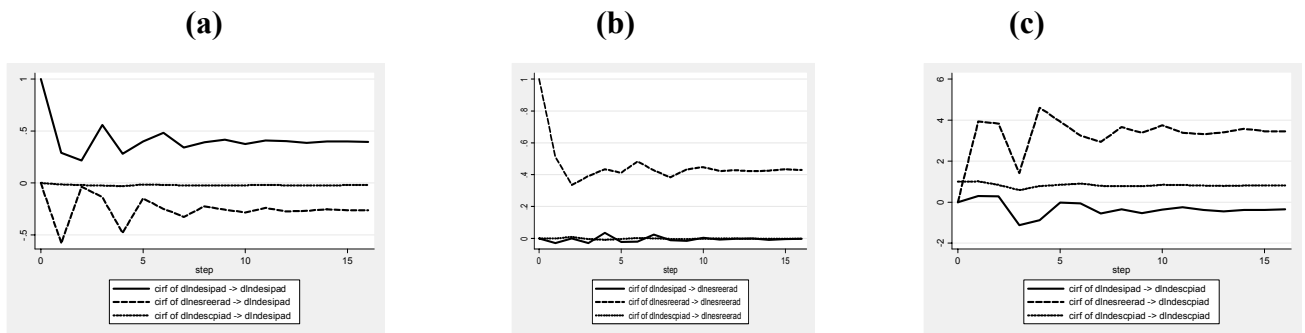 (a)
(b)
(c)
1
.5
0
-.5
0
5
10
15
step
cirf of dlndesipad -> dlndesipad
cirf of dlnesreerad -> dlndesipad
cirf of dlndescpiad -> dlndesipad
1
.8
.6
.4
.2
0
0
5
10
15
step
cirf of dlndesipad -> dlnesreerad
cirf of dlnesreerad -> dlnesreerad
cirf of dlndescpiad -> dlnesreerad
6
4
2
0
-2
0
5
10
15
step
cirf of dlndesipad -> dlndescpiad
cirf of dlnesreerad -> dlndescpiad
cirf of dlndescpiad -> dlndescpiad